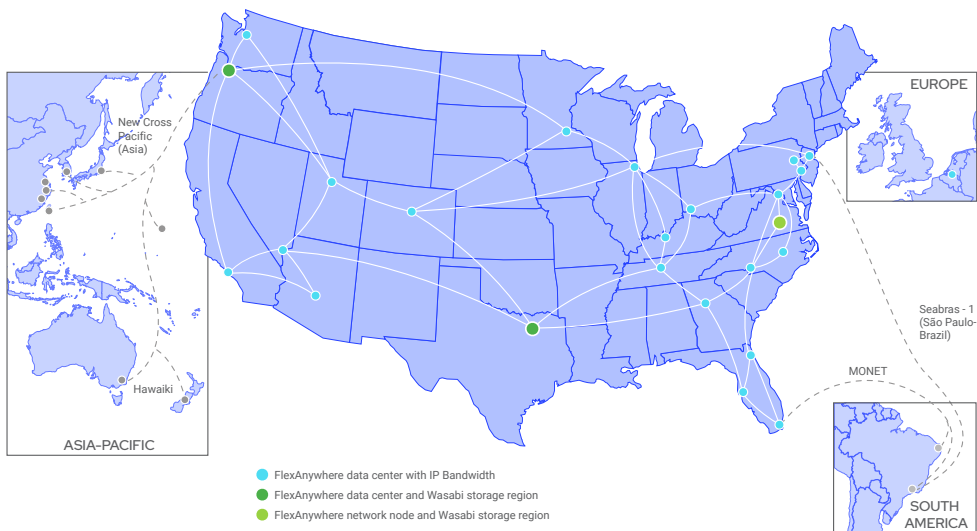 EUROPE
New Cross
Pacific
(Asia)
Seabras - 1
(São Paulo-
Brazil)
MONET
Hawaiki
ASIA-PACIFIC
FlexAnywhere data center with IP Bandwidth
FlexAnywhere data center and Wasabi storage region
FlexAnywhere network node and Wasabi storage region
SOUTH
AMERICA